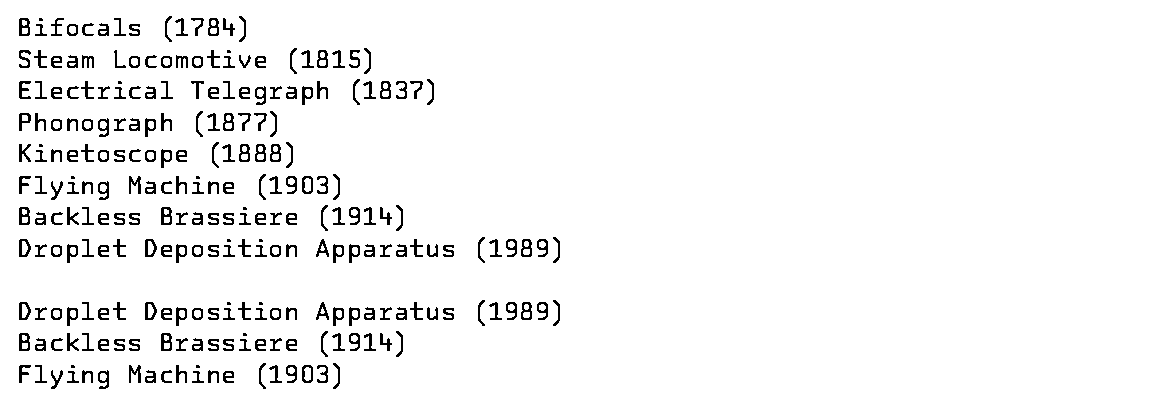 Bifocals (1784)
Steam Locomotive (1815)
Electrical Telegraph (1837)
Phonograph (1877)
Kinetoscope (1888)
Flying Machine (1903)
Backless Brassiere (1914)
Droplet Deposition Apparatus (1989)

Droplet Deposition Apparatus (1989)
Backless Brassiere (1914)
Flying Machine (1903)